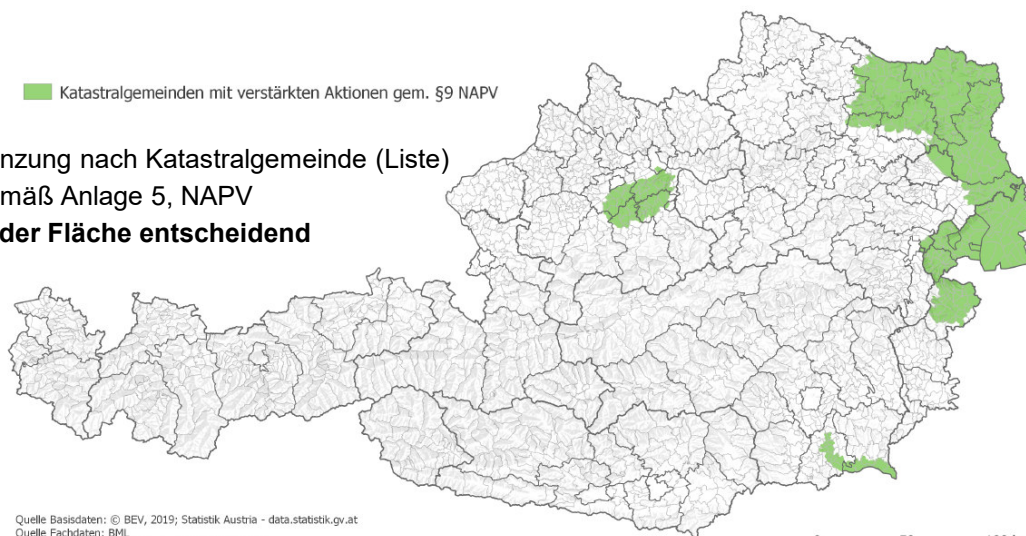 Katastralgemeinden mit verstärkten Aktionen gem. §9 NAPV
nzung nach Katastralgemeinde (Liste)
mäß Anlage 5, NAPV
der Fläche entscheidend
Quelle Basisdaten: © BEV, 2019; Statistik Austria - data.statistik.gv.at
Quelle Fachdaten: BML